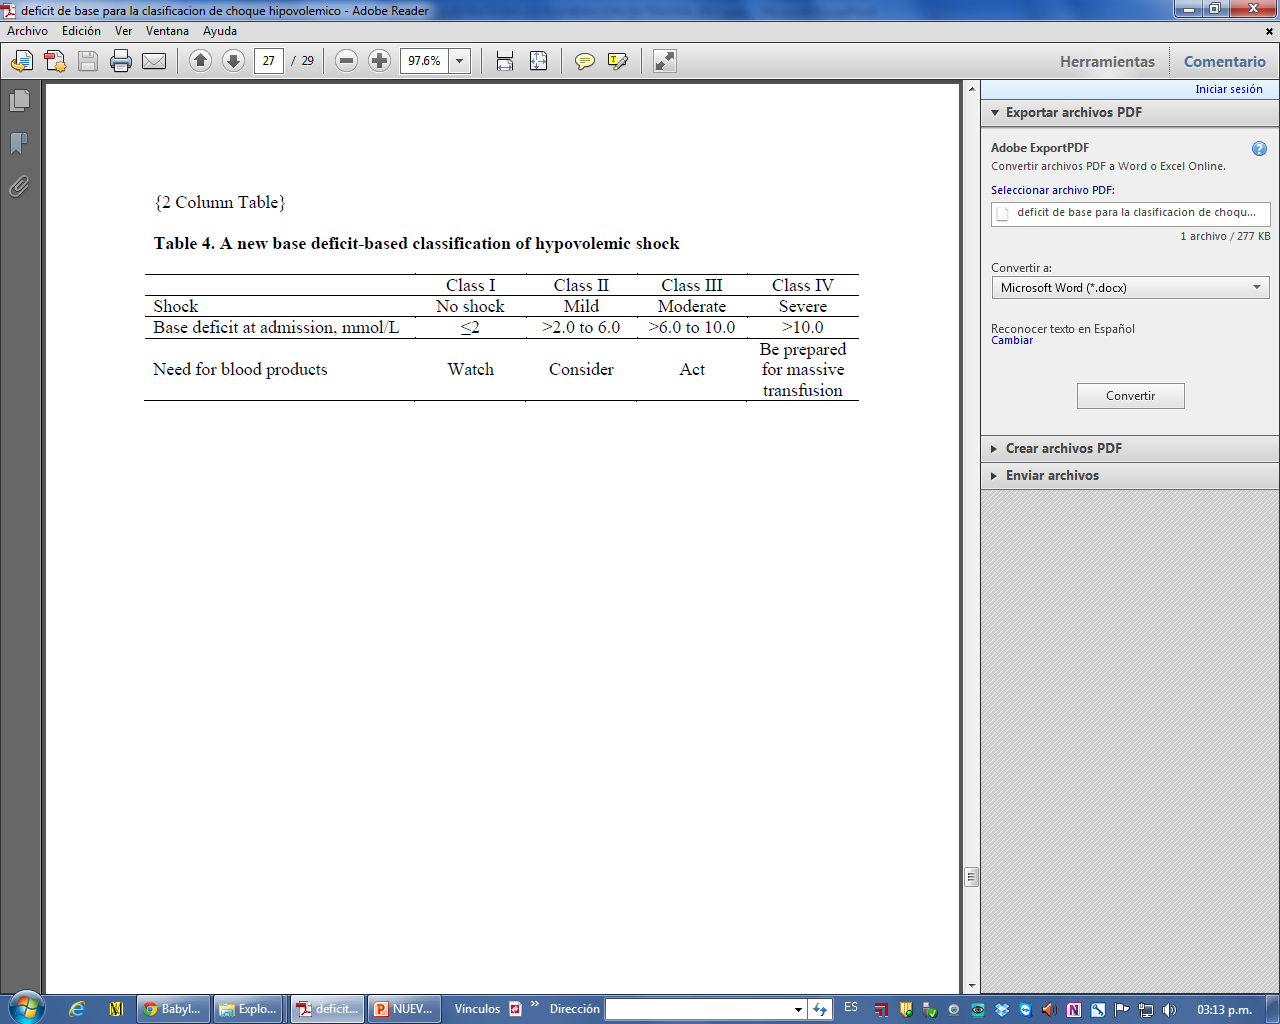 deficit de base para la clasificacion de choque hipovolemico - Adobe Reader
Archivo Edición Ver Ventana Ayuda
27 / 29 97.6% Herramientas Comentario
Iniciar sesión
Exportar archivos PDF
Adobe ExportPDF
Convertir archivos PDF a Word o Excel Online.
Seleccionar archivo PDF:
deficit de base para la clasificacion de choqu...
1 archivo / 277 KB
Convertir a:
Microsoft Word (*.docx)
Reconocer texto en Español
Cambiar
Convertir
Crear archivos PDF
Enviar archivos
{2 Column Table}
Table 4. A new base deficit-based classification of hypovolemic shock
Class I Class II Class III Class IV
Shock No shock Mild Moderate Severe
Base deficit at admission, mmol/L ≤2 >2.0 to 6.0 >6.0 to 10.0 >10.0
Need for blood products Watch Consider Act Be prepared
for massive
transfusion
Babyl... Explo... deficit... NUEV... Vínculos » Dirección ES 03:13 p.m.